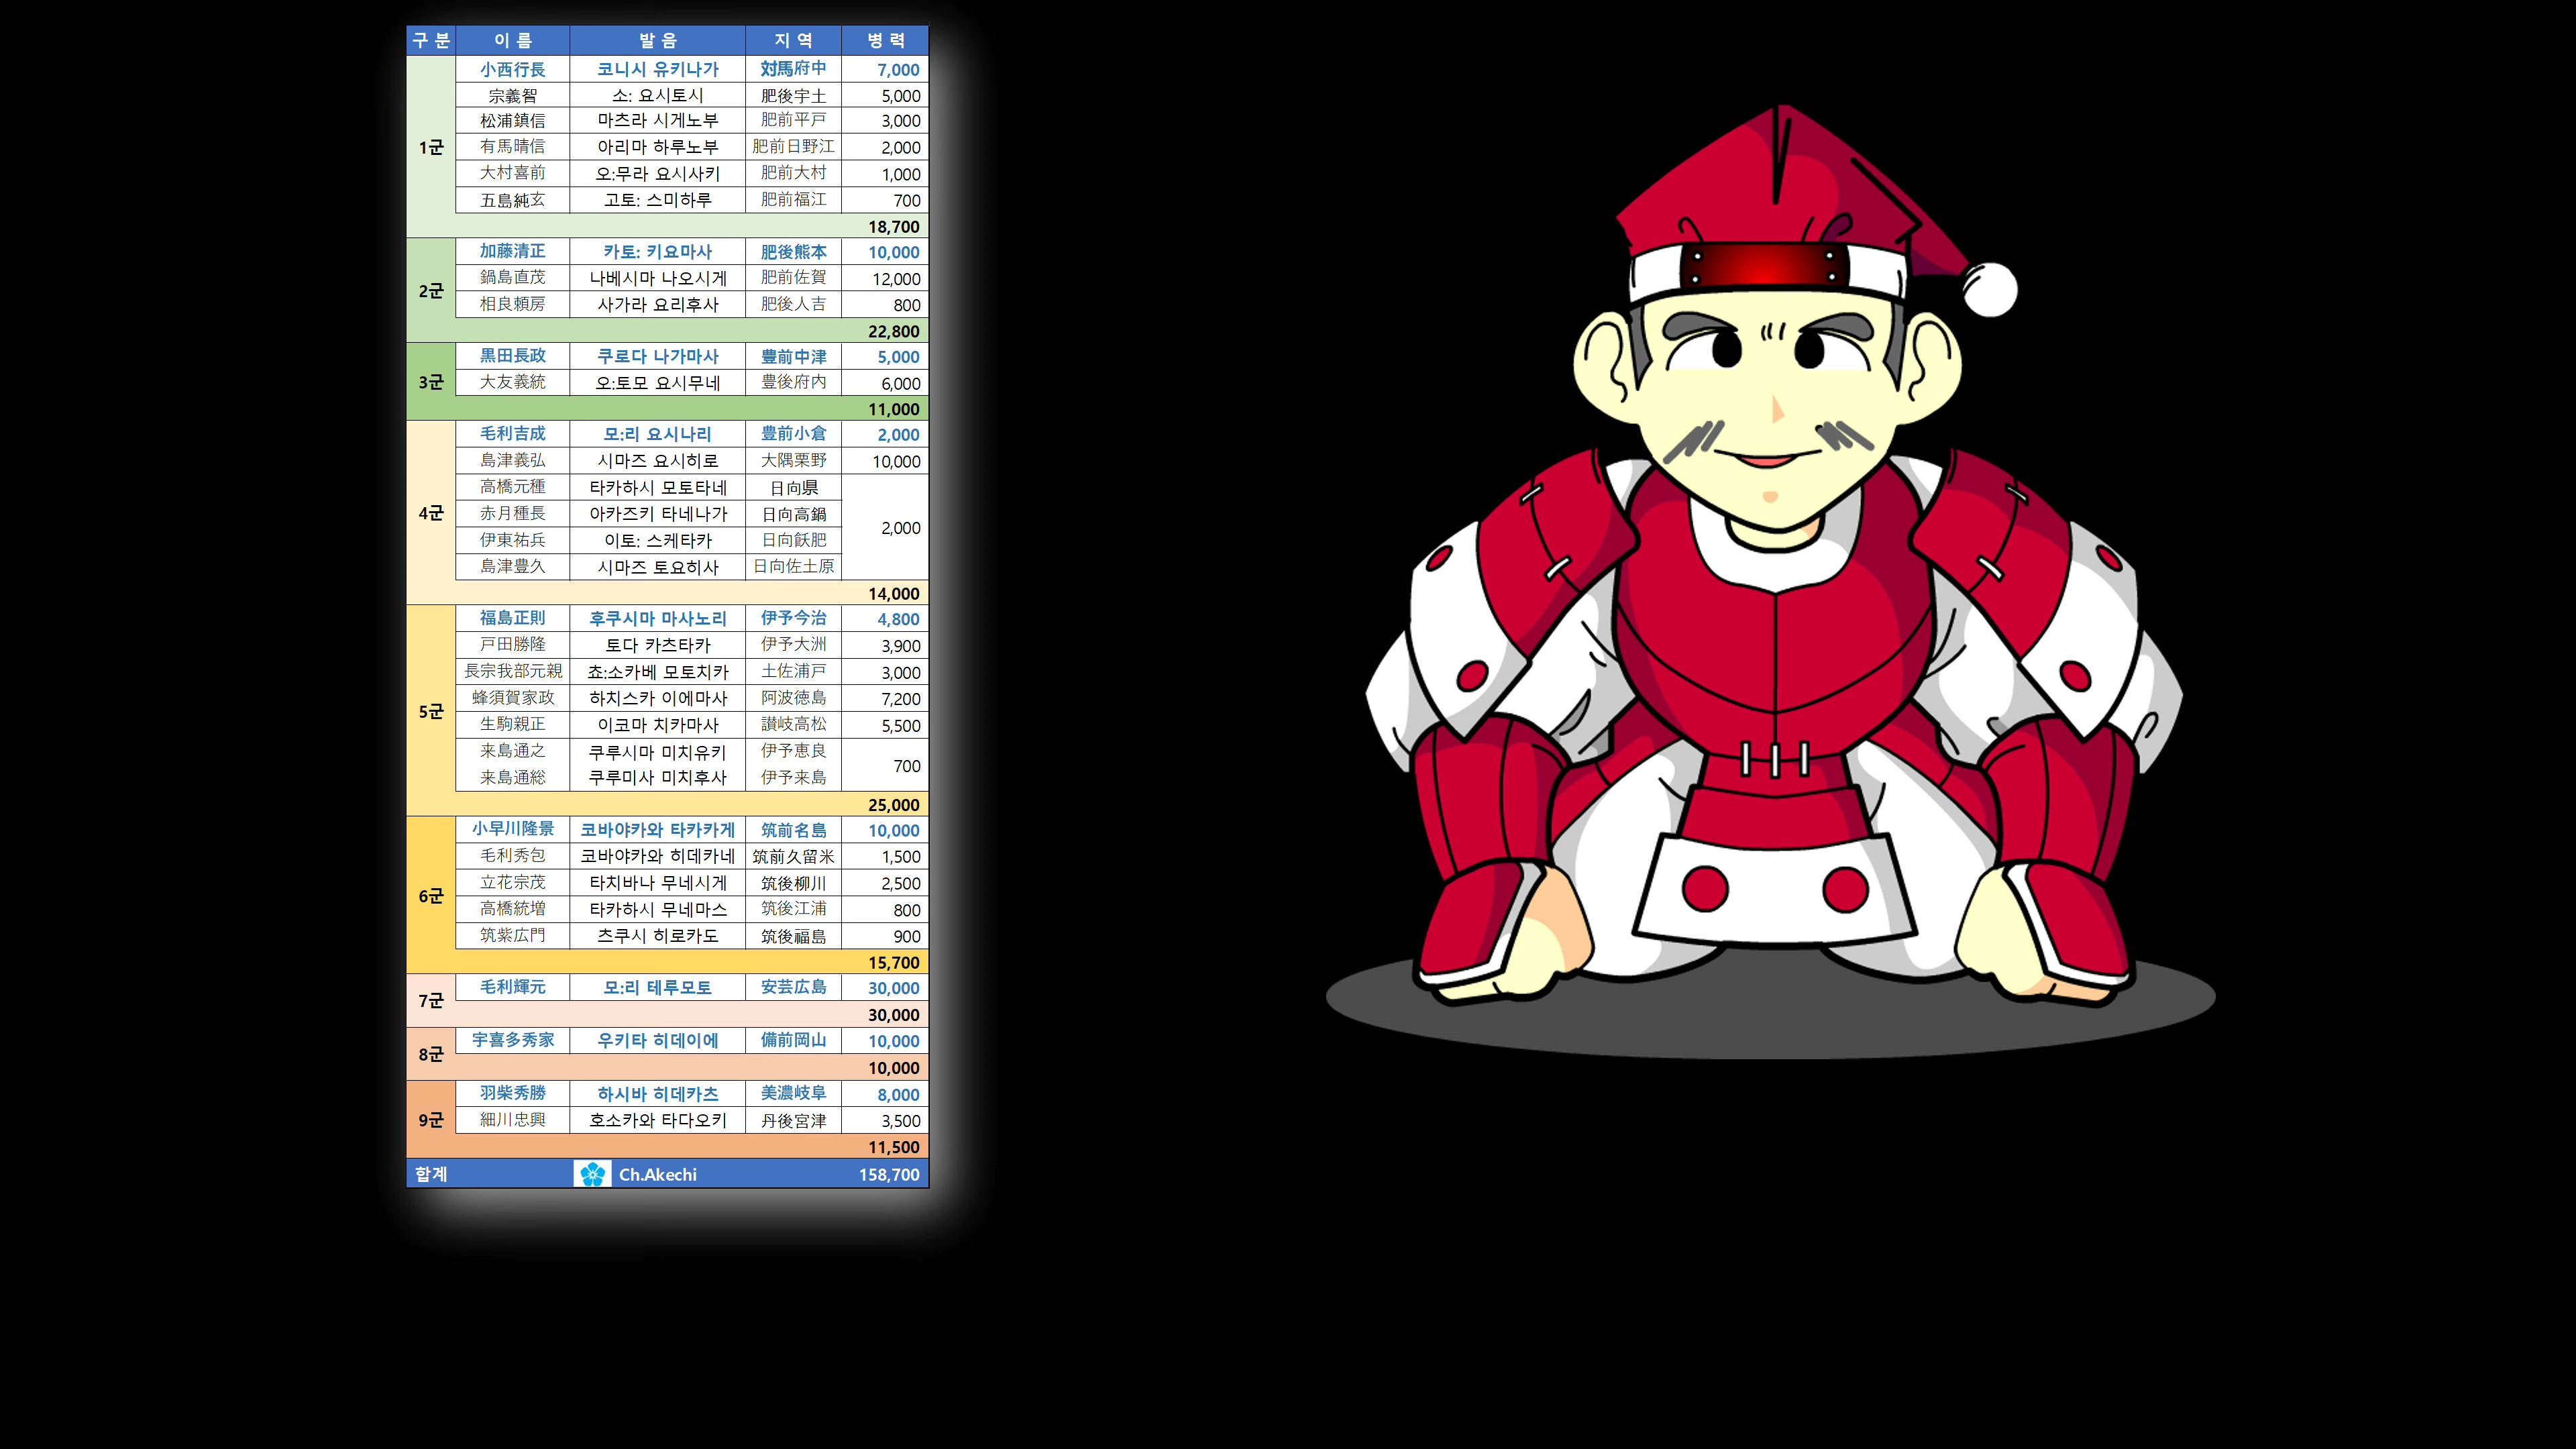 구 분 이 름 발 음 지 역 병 력
1군
小西行長 코니시 유키나가 対馬府中 7,000
宗義智 소: 요시토시 肥後宇土 5,000
松浦鎮信 마츠라 시게노부 肥前平戸 3,000
有馬晴信 아리마 하루노부 肥前日野江 2,000
大村喜前 오:무라 요시사키 肥前大村 1,000
五島純玄 고토: 스미하루 肥前福江 700
18,700
2군
加藤清正 카토: 키요마사 肥後熊本 10,000
鍋島直茂 나베시마 나오시게 肥前佐賀 12,000
相良頼房 사가라 요리후사 肥後人吉 800
22,800
3군
黒田長政 쿠로다 나가마사 豊前中津 5,000
大友義統 오:토모 요시무네 豊後府内 6,000
11,000
4군
毛利吉成 모:리 요시나리 豊前小倉 2,000
島津義弘 시마즈 요시히로 大隅栗野 10,000
高橋元種 타카하시 모토타네 日向県
赤月種長 아카즈키 타네나가 日向高鍋
2,000
伊東祐兵 이토: 스케타카 日向飫肥
島津豊久 시마즈 토요히사 日向佐土原
14,000
5군
福島正則 후쿠시마 마사노리 伊予今治 4,800
戸田勝隆 토다 카츠타카 伊予大洲 3,900
長宗我部元親 쵸:소카베 모토치카 土佐浦戸 3,000
蜂須賀家政 하치스카 이에마사 阿波徳島 7,200
生駒親正 이코마 치카마사 讃岐高松 5,500
来島通之 쿠루시마 미치유키 伊予恵良
700
来島通総 쿠루미사 미치후사 伊予来島
25,000
6군
小早川隆景 코바야카와 타카카게 筑前名島 10,000
毛利秀包 코바야카와 히데카네 筑前久留米 1,500
立花宗茂 타치바나 무네시게 筑後柳川 2,500
高橋統増 타카하시 무네마스 筑後江浦 800
筑紫広門 츠쿠시 히로카도 筑後福島 900
15,700
7군
毛利輝元 모:리 테루모토 安芸広島 30,000
30,000
8군
宇喜多秀家 우키타 히데이에 備前岡山 10,000
10,000
9군
羽柴秀勝 하시바 히데카츠 美濃岐阜 8,000
細川忠興 호소카와 타다오키 丹後宮津 3,500
11,500
합계 Ch.Akechi 158,700